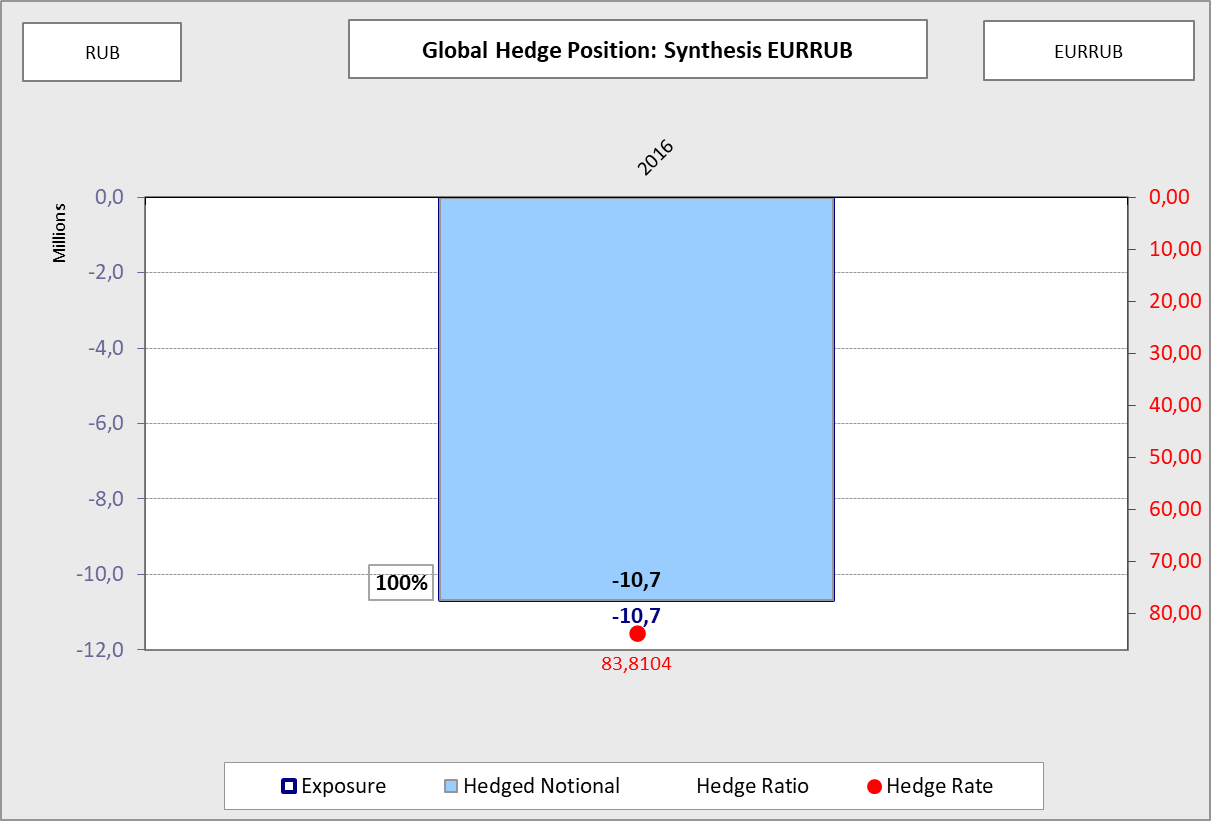 RUB
Global Hedge Position: Synthesis EURRUB
EURRUB
2016
Millions
0,0
-2,0
-4,0
-6,0
-8,0
-10,0
-12,0
0,00
10,00
20,00
30,00
40,00
50,00
60,00
70,00
80,00
100%
-10,7
-10,7
83,8104
Exposure
Hedged Notional
Hedge Ratio
Hedge Rate